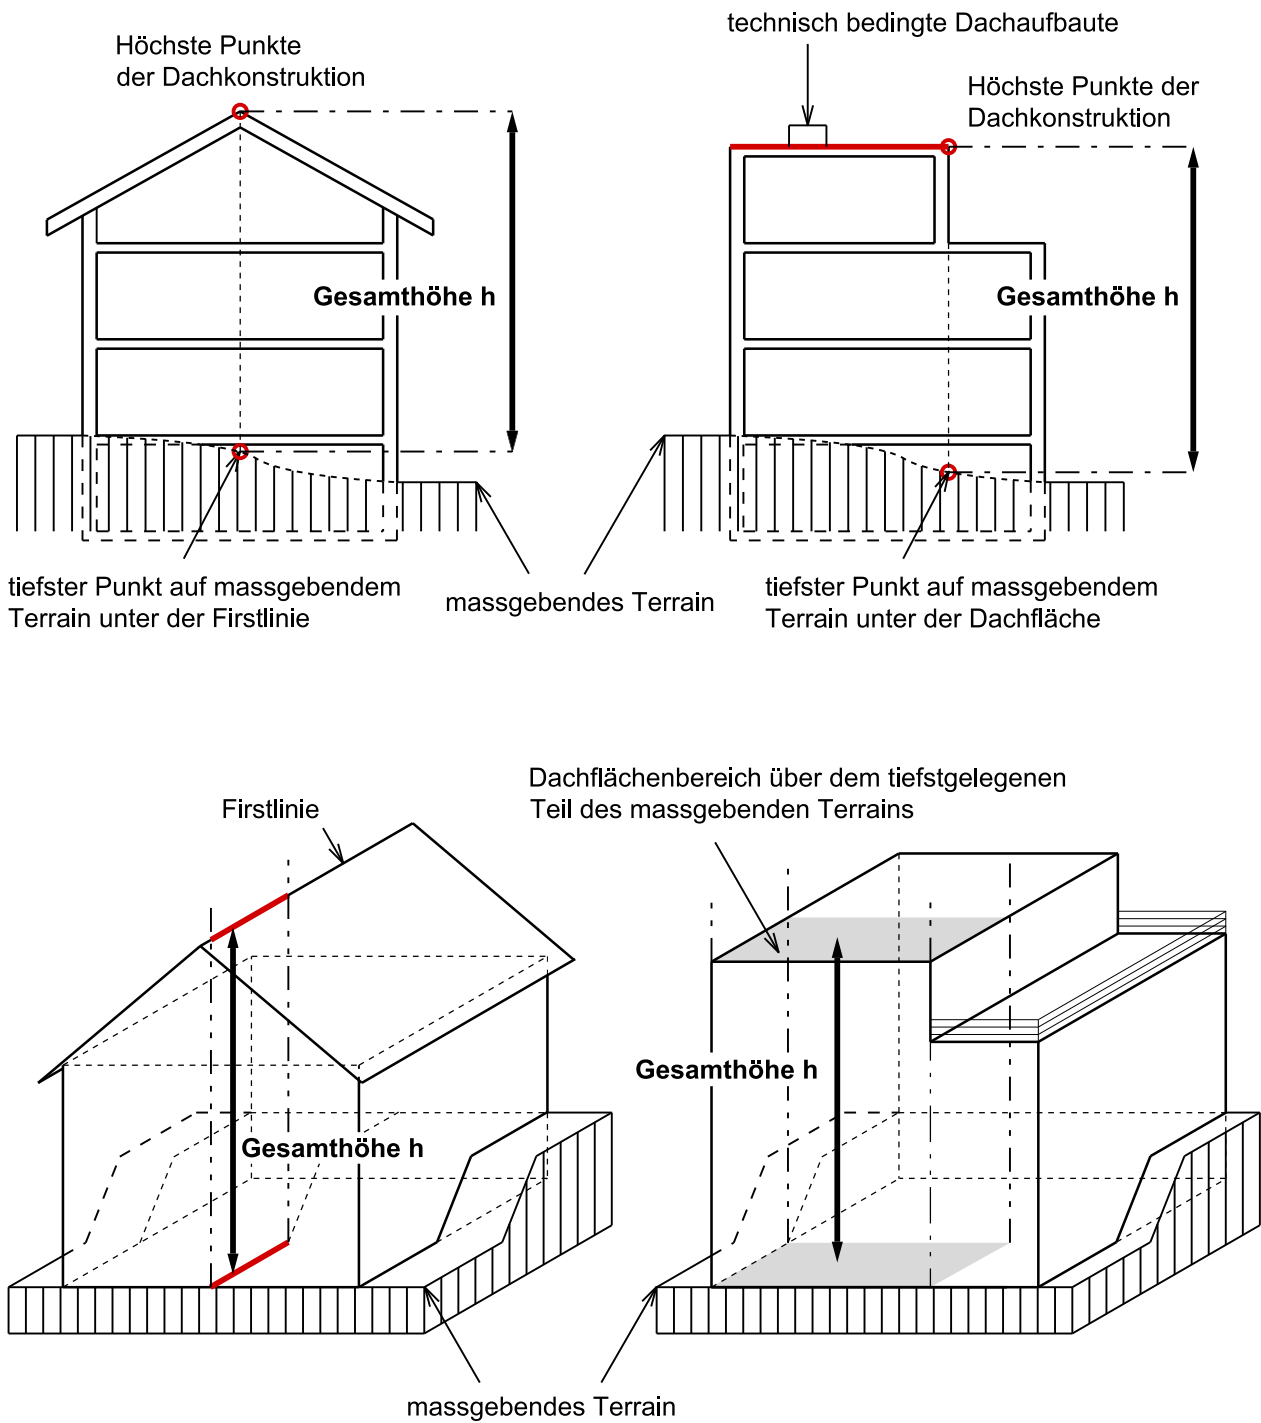 technisch bedingte Dachaufbaute
Höchste Punkte
der Dachkonstruktion
Höchste Punkte der
Dachkonstruktion
Gesamthöhe h
Gesamthöhe h
tiefster Punkt auf massgebendem
Terrain unter der Firstlinie
massgebendes Terrain
tiefster Punkt auf massgebendem
Terrain unter der Dachfläche
Firstlinie
Dachflächenbereich über dem tiefstgelegenen
Teil des massgebenden Terrains
Gesamthöhe h
Gesamthöhe h
massgebendes Terrain